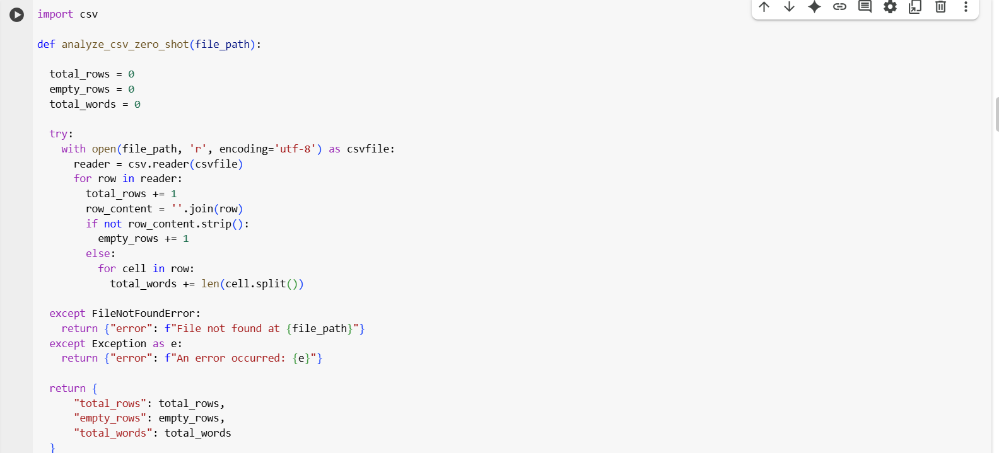 import csv
def analyze_csv_zero_shot(file_path):
  total_rows = 0
  empty_rows = 0
  total_words = 0
  try:
    with open(file_path, 'r', encoding='utf-8') as csvfile:
      reader = csv.reader(csvfile)
      for row in reader:
        total_rows += 1
        row_content = ''.join(row)
        if not row_content.strip():
          empty_rows += 1
        else:
          for cell in row:
            total_words += len(cell.split())
  except FileNotFoundError:
    return {"error": f"File not found at {file_path}"}
  except Exception as e:
    return {"error": f"An error occurred: {e}"}
  return {
      "total_rows": total_rows,
      "empty_rows": empty_rows,
      "total_words": total_words
  }